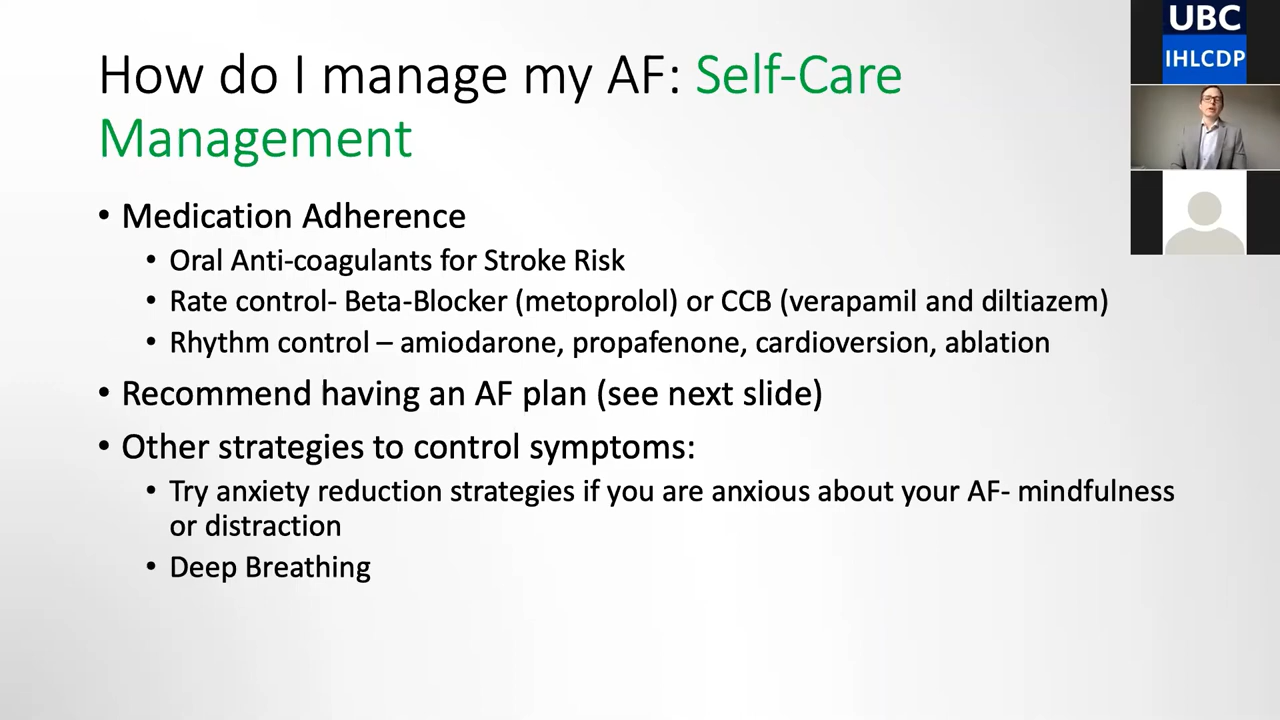 How do I manage my AF: Self-Care
Management
• Medication Adherence
• Oral Anti-coagulants for Stroke Risk
• Rate control- Beta-Blocker (metoprolol) or CCB (verapamil and diltiazem)
• Rhythm control – amiodarone, propafenone, cardioversion, ablation
• Recommend having an AF plan (see next slide)
• Other strategies to control symptoms:
• Try anxiety reduction strategies if you are anxious about your AF- mindfulness
or distraction
• Deep Breathing
UBC
IHLCDP